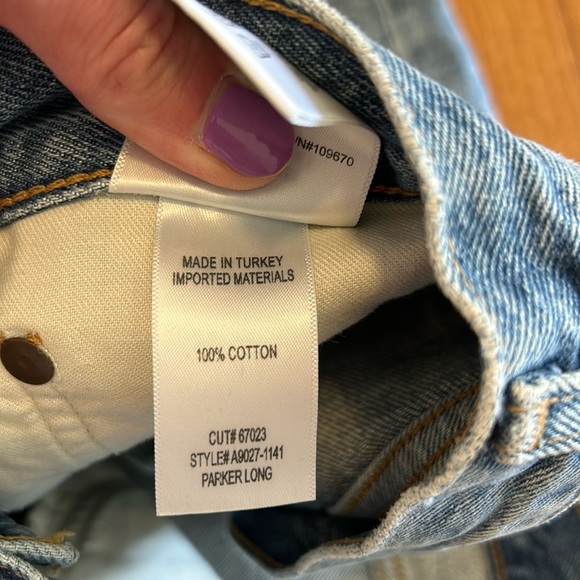 N#109670
MADE IN TURKEY
IMPORTED MATERIALS
100% COTTON
CUT# 67023
STYLE# A9027-1141
PARKER LONG